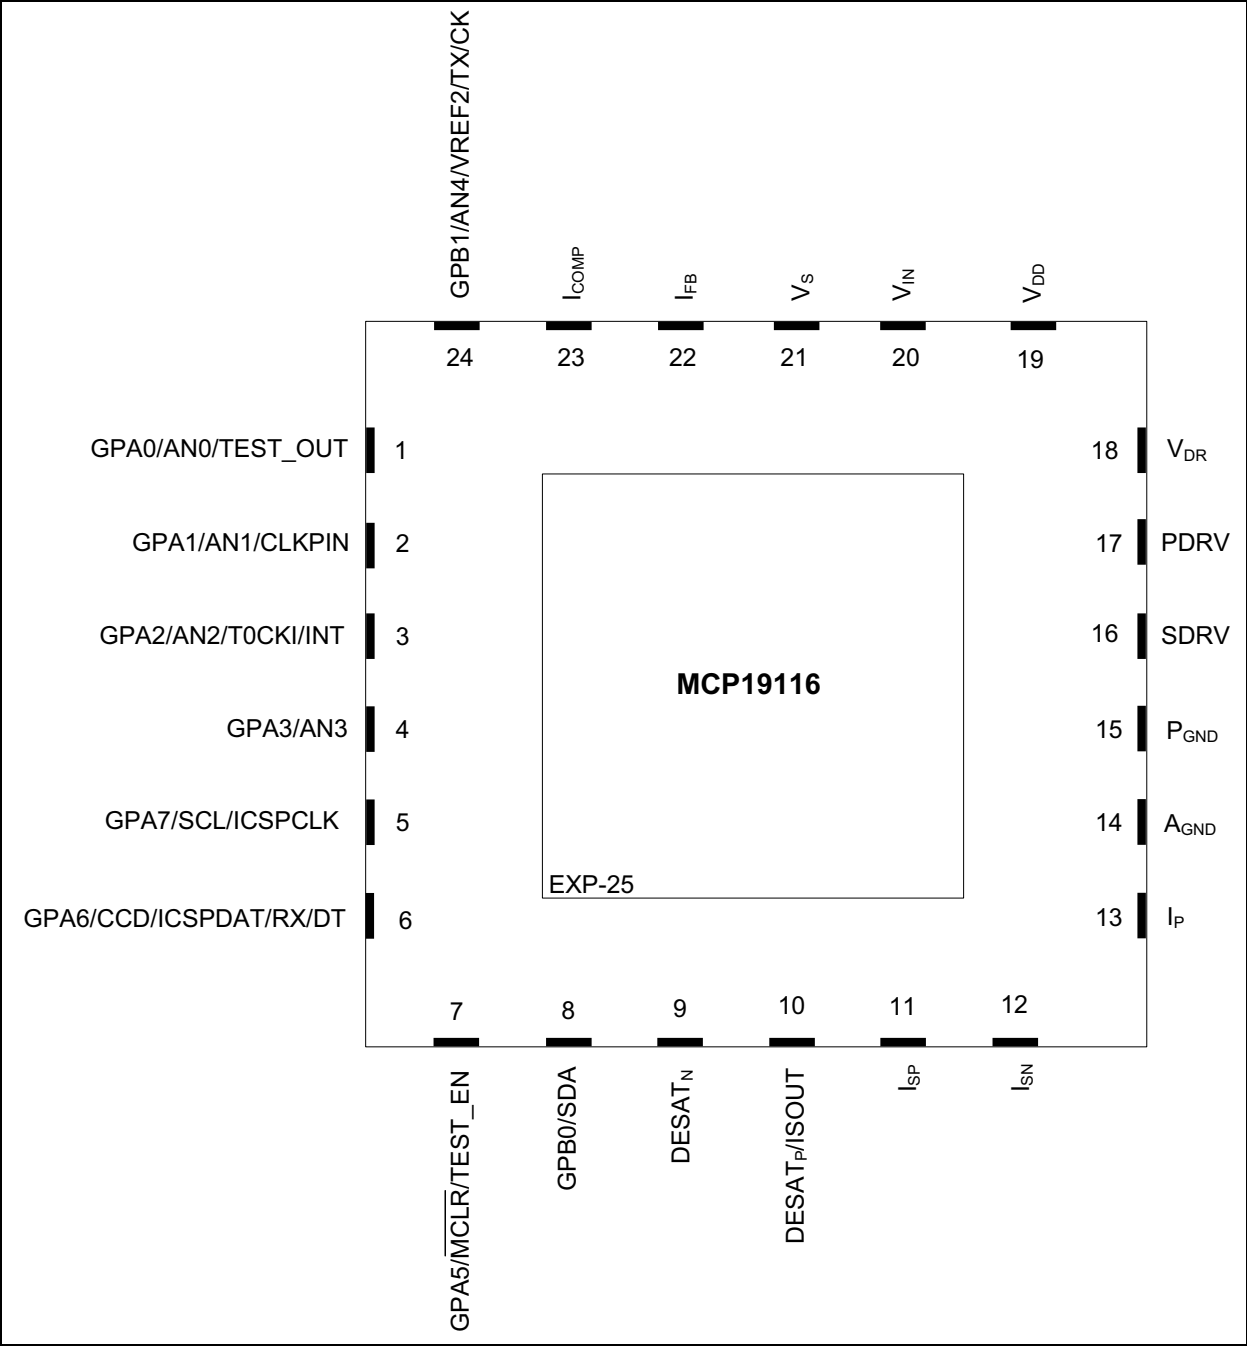 GPB1/AN4/VREF2/TX/CK
ICOMP
IFB
VS
VIN
VDD
24
23
22
21
20
19
GPA0/AN0/TEST_OUT
1
18
VDR
GPA1/AN1/CLKPIN
2
17
PDRV
GPA2/AN2/T0CKI/INT
3
16
SDRV
MCP19116
GPA3/AN3
4
15
PGND
GPA7/SCL/ICSPCLK
5
14
AGND
EXP-25
GPA6/CCD/ICSPDAT/RX/DT
6
13
IP
7
8
9
10
11
12
GPA5/MCLR/TEST_EN
GPB0/SDA
DESATN
DESATP/ISOUT
ISP
ISN